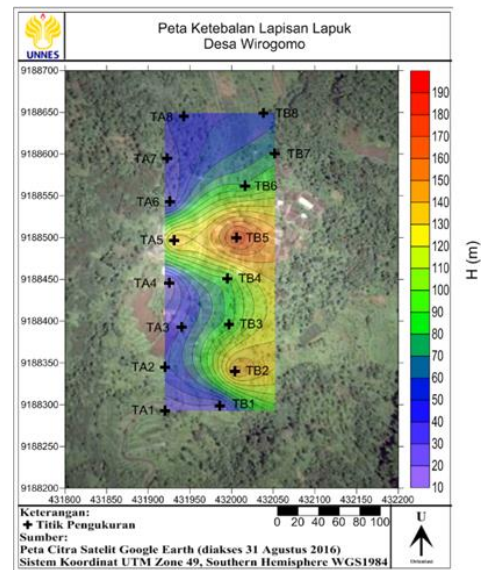 UNNES
Peta Ketebalan Lapisan Lapuk
Desa Wirogomo
9188700
9188650
9188600
9188550
9188500
9188450
9188400
9188350
9188300
9188250
9188200
TA8
TB8
TA7
TB7
TB6
TA6
TA5
TB5
TA4
TB4
TA3
TB3
TA2
TB2
TA1
TB1
431800 431850 431900 431950 432000 432050 432100 432150 432200
190
180
170
160
150
140
130
120
110
100
90
80
70
60
50
40
30
20
10
H (m)
Keterangan:
Titik Pengukuran
0 20 40 60 80 100
Sumber:
Peta Citra Satelit Google Earth (diakses 31 Agustus 2016)
Sistem Koordinat UTM Zone 49, Southern Hemisphere WGS1984
U